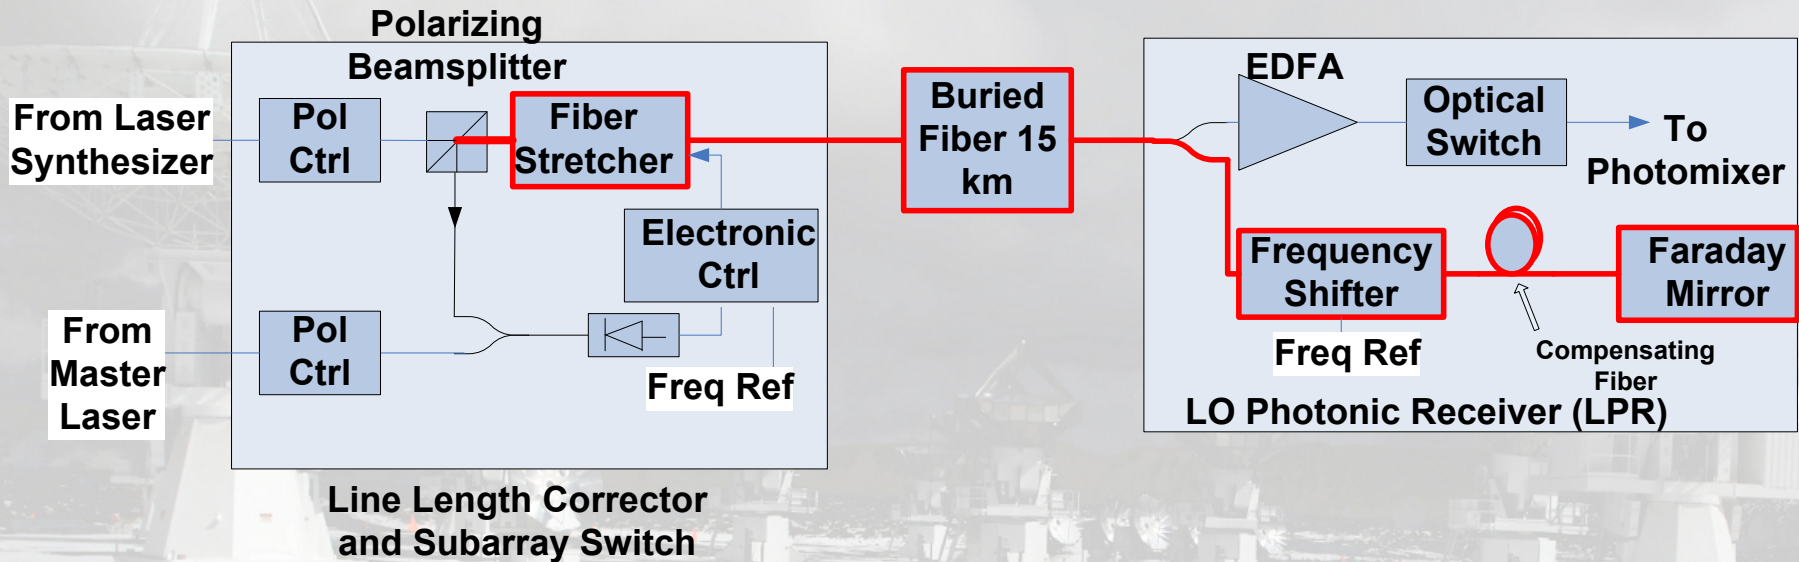 Polarizing
Beamsplitter
From Laser
Synthesizer
Pol
Ctrl
Fiber
Stretcher
Buried
Fiber 15
km
EDFA
Optical
Switch
To
Photomixer
Electronic
Ctrl
Frequency
Shifter
Faraday
Mirror
From
Master
Laser
Pol
Ctrl
Freq Ref
Freq Ref
Compensating
Fiber
LO Photonic Receiver (LPR)
Line Length Corrector
and Subarray Switch